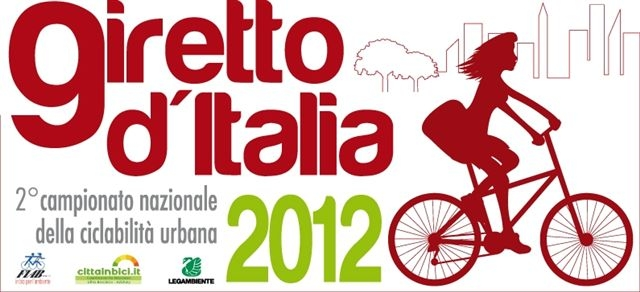 giretto
d'Italia
2° campionato nazionale
della ciclabilità urbana
2012
FIAB
cittainbici.it
LEGAMBIENTE